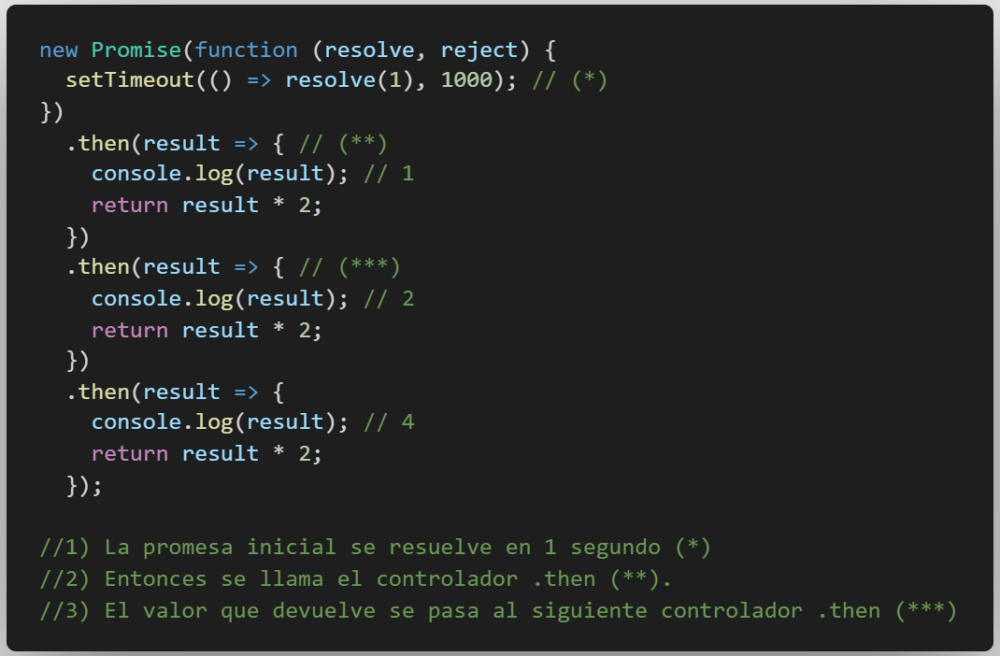 new Promise(function (resolve, reject) {
  setTimeout(() => resolve(1), 1000); // (*)
})
  .then(result => { // (**)
    console.log(result); // 1
    return result * 2;
  })
  .then(result => { // (***)
    console.log(result); // 2
    return result * 2;
  })
  .then(result => {
    console.log(result); // 4
    return result * 2;
  });

//1) La promesa inicial se resuelve en 1 segundo (*)
//2) Entonces se llama el controlador .then (**).
//3) El valor que devuelve se pasa al siguiente controlador .then (***)